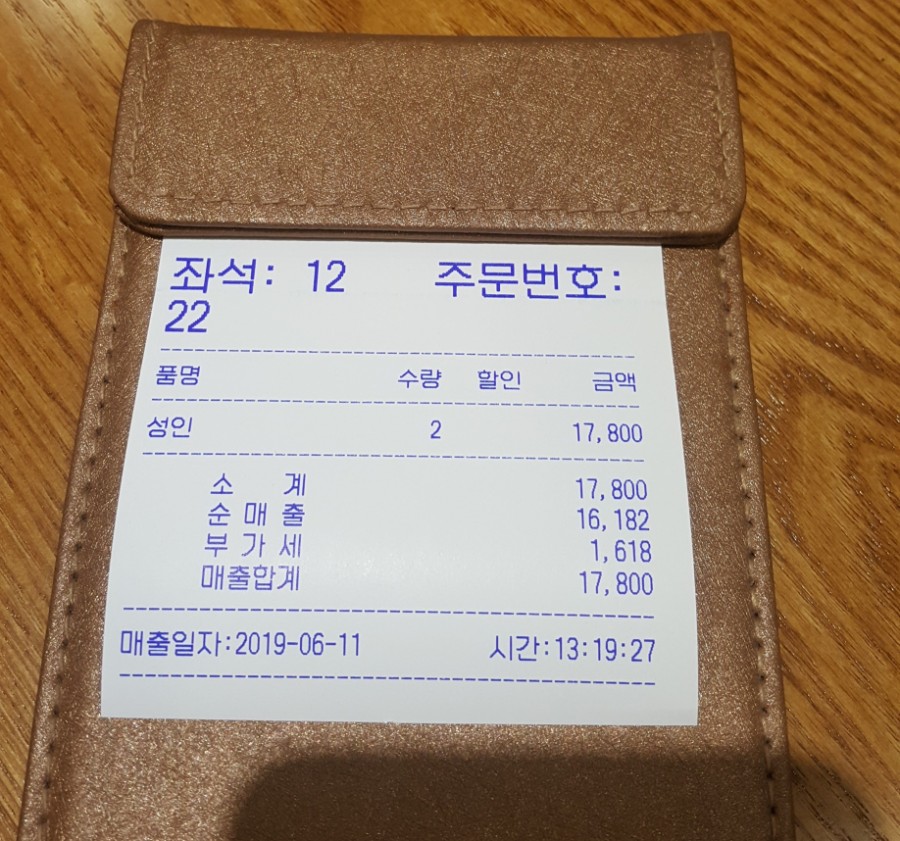 좌석: 12 주문번호:
22
품명 수량 할인 금액
성인 2 17,800
소 계 17,800
순 매 출 16,182
부 가 세 1,618
매출합계 17,800
매출일자:2019-06-11 시간:13:19:27